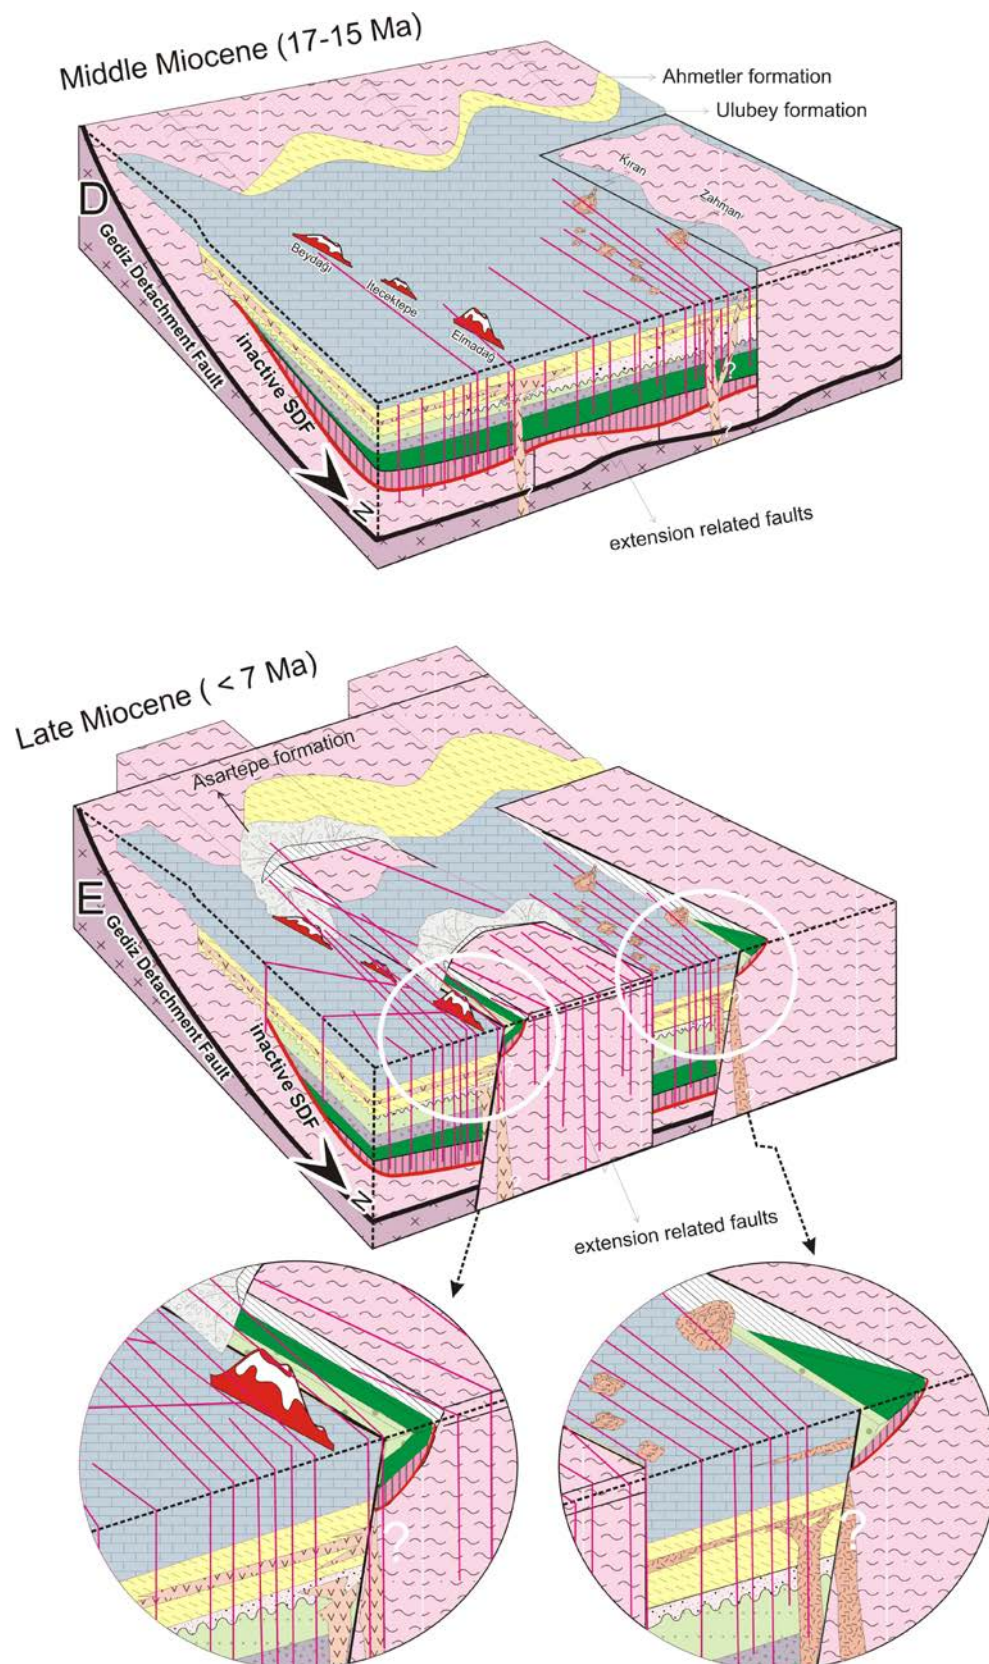 Middle Miocene (17-15 Ma)
Ahmetler formation
Ulubey formation
Kıran
Zahman
D
Gediz Detachment Fault
Beydağı
İtecektepe
Elmadağ
inactive SDF
?
?
?
N
extension related faults
Late Miocene ( < 7 Ma)
Asartepe formation
E
Gediz Detachment Fault
inactive SDF
?
?
?
N
extension related faults
?
?